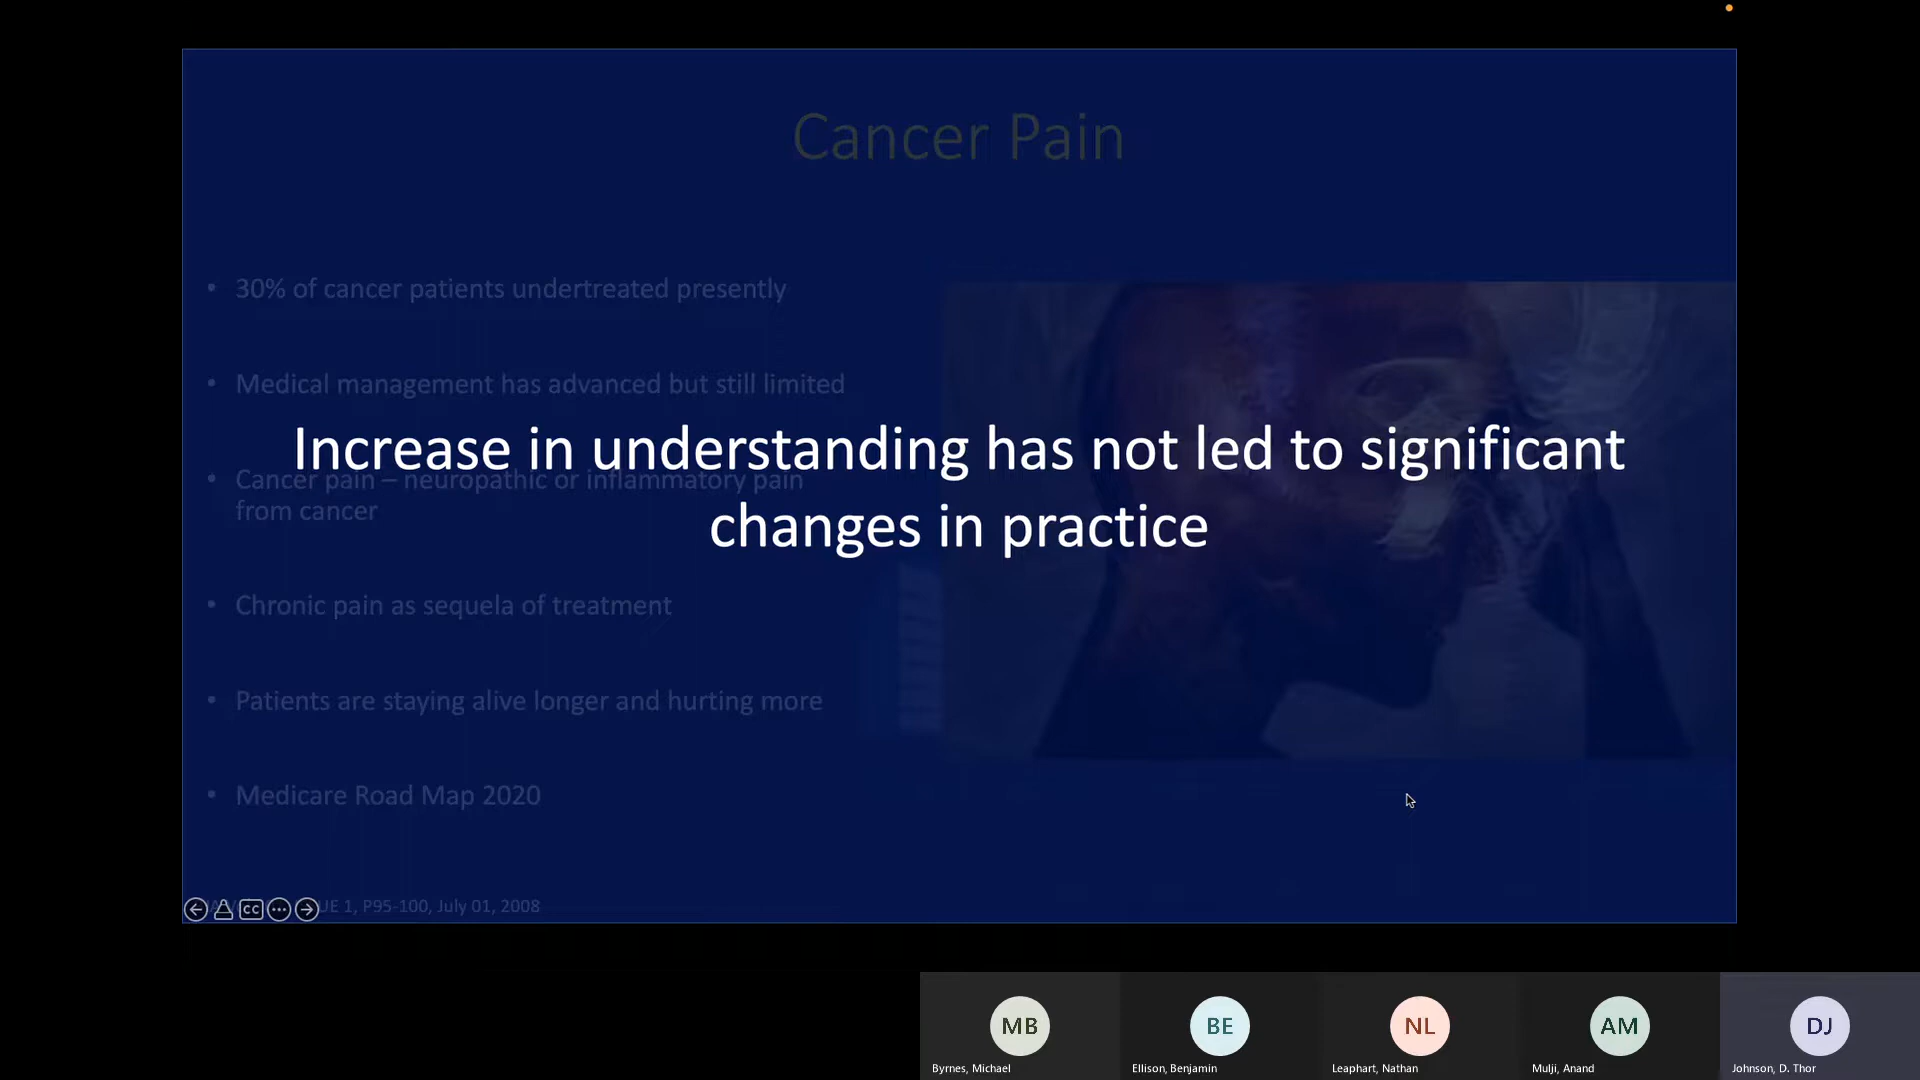 Cancer Pain
• 30% of cancer patients undertreated presently
• Medical management has advanced but still limited
Increase in understanding has not led to significant
changes in practice
• Cancer pain – neuropathic or inflammatory pain
from cancer
• Chronic pain as sequela of treatment
• Patients are staying alive longer and hurting more
• Medicare Road Map 2020
CC
1, P95-100, July 01, 2008
MB
BE
NL
AM
DJ
Byrnes, Michael
Ellison, Benjamin
Leaphart, Nathan
Mulji, Anand
Johnson, D. Thor